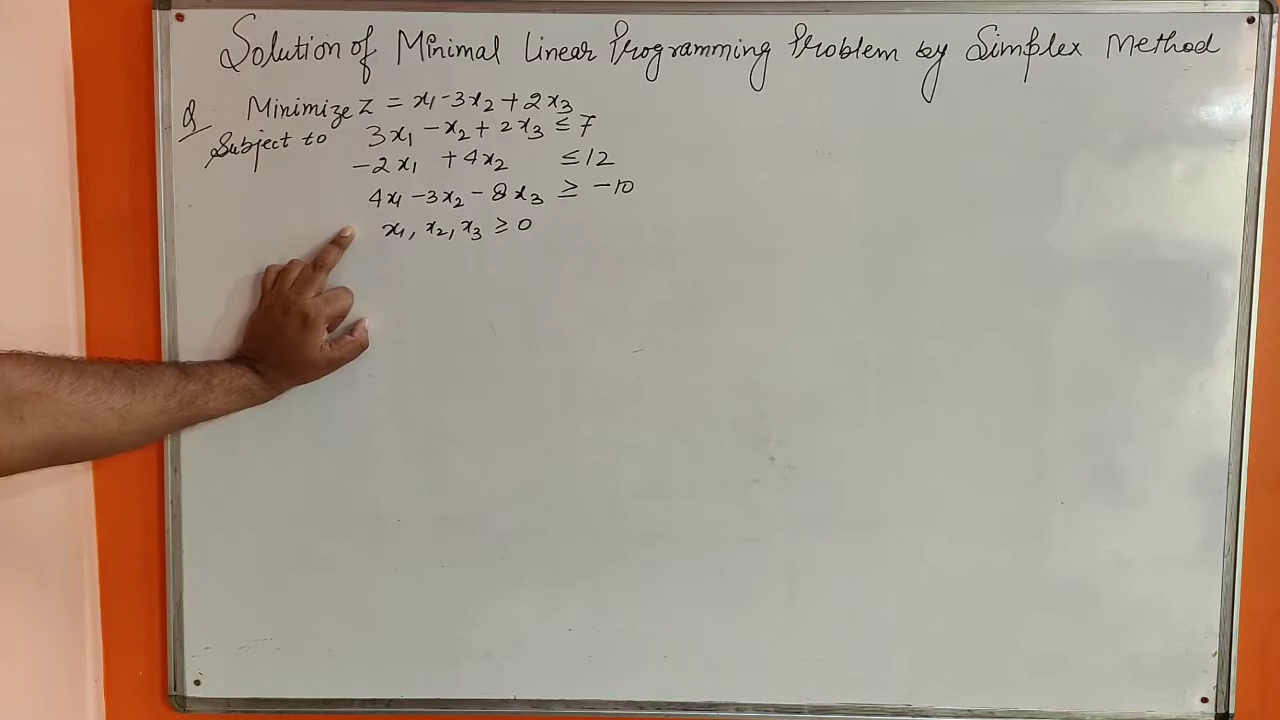 Solution of Minimal Linear Programming Problem by Simplex Method
Q Minimize z = x₁ - 3x₂ + 2x₃
Subject to 3x₁ - x₂ + 2x₃ ≤ 7
-2x₁ + 4x₂ ≤ 12
4x₁ - 3x₂ - 8x₃ ≥ -10
x₁, x₂, x₃ ≥ 0